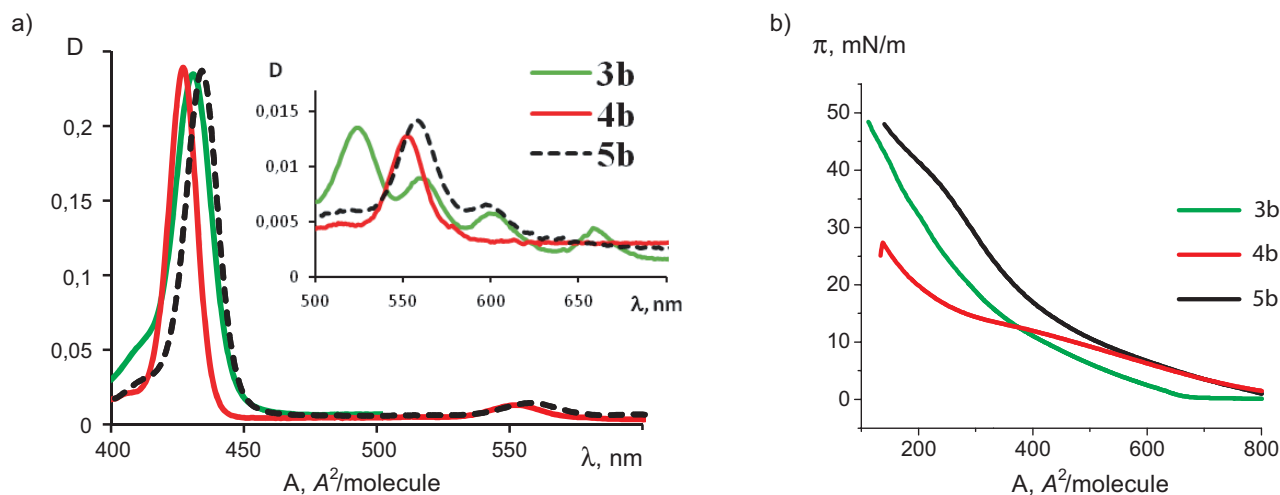 a)
D
0,2
0,15
0,1
0,05
0
400
450
500
550
λ, nm
A, A²/molecule
D
0,015
0,01
0,005
0
500
550
600
650
λ, nm
3b
4b
5b
b)
π, mN/m
50
40
30
20
10
0
200
400
600
800
A, A²/molecule
3b
4b
5b